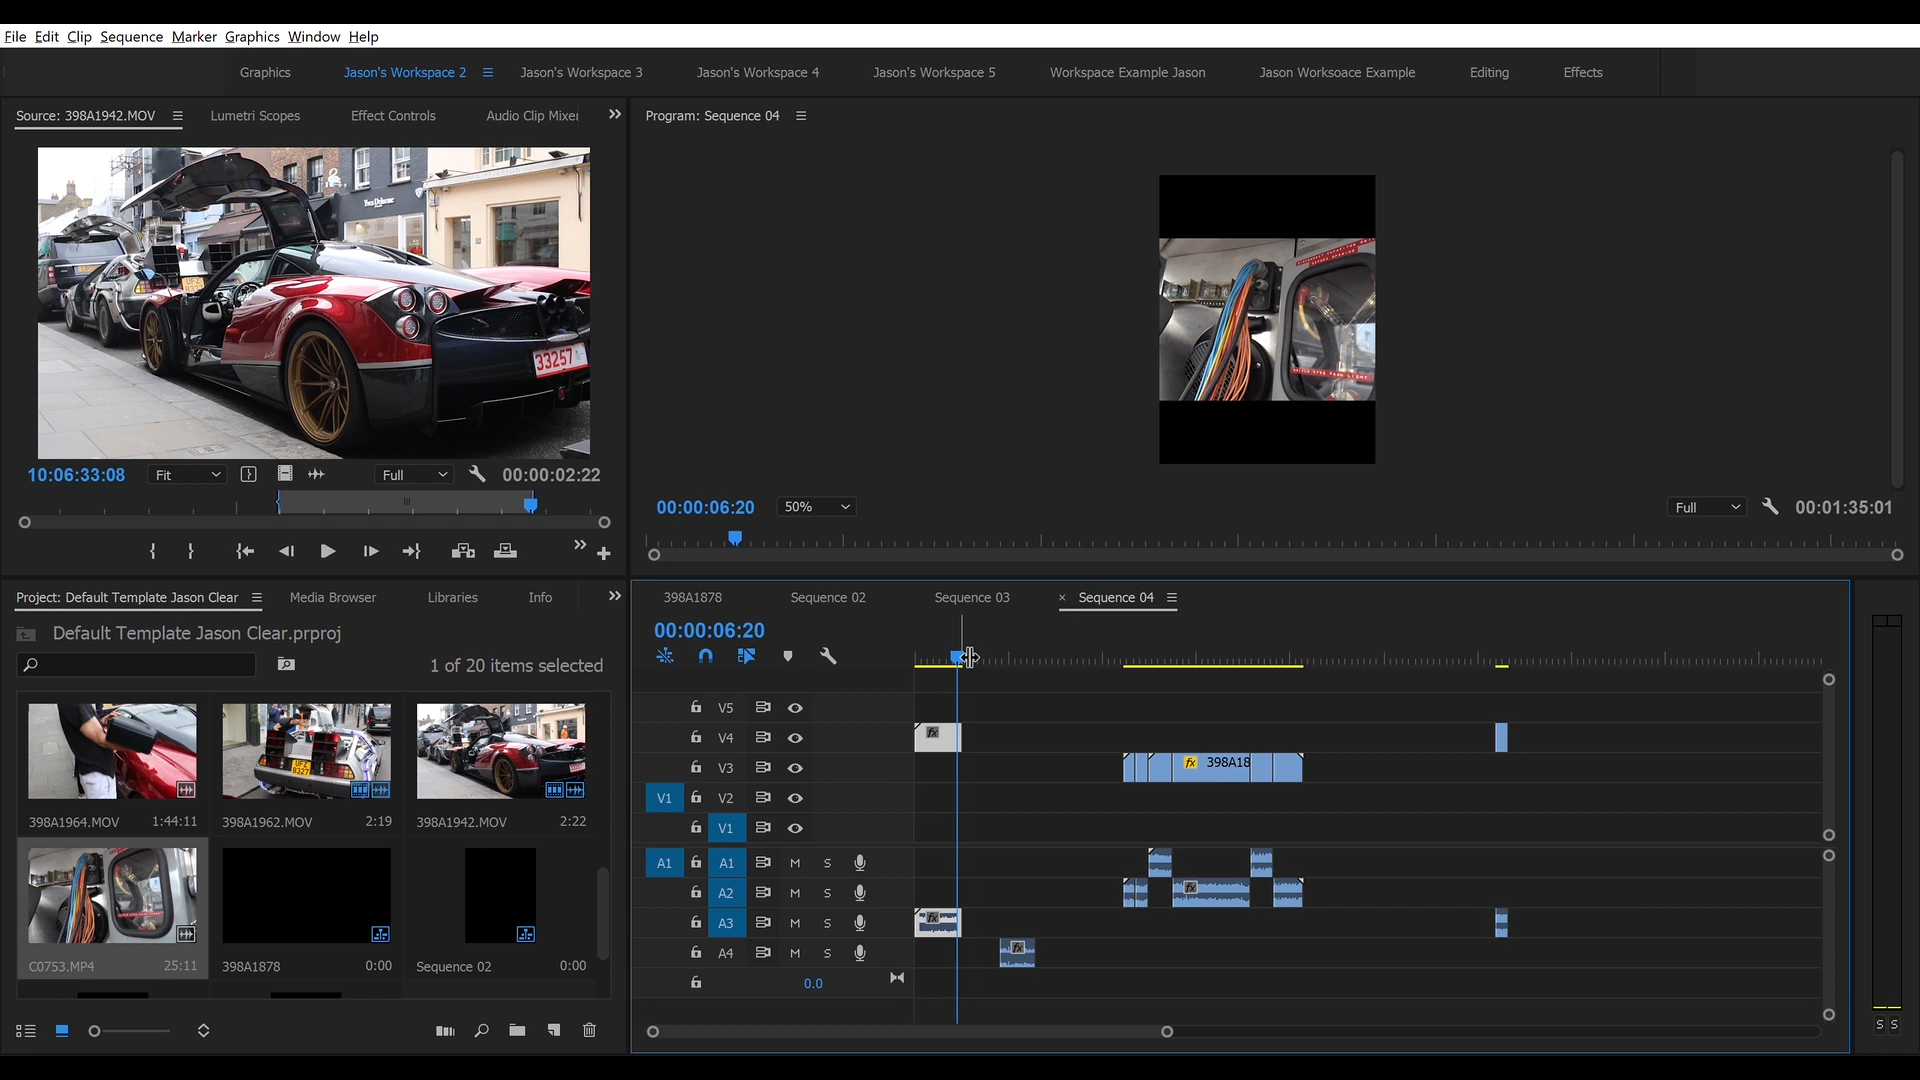 File Edit Clip Sequence Marker Graphics Window Help
Graphics Jason's Workspace 2 Jason's Workspace 3 Jason's Workspace 4 Jason's Workspace 5 Workspace Example Jason Jason Worksoace Example Editing Effects
Source: 398A1942.MOV Lumetri Scopes Effect Controls Audio Clip Mixer
Program: Sequence 04
33257
10:06:33:08 Fit Full 00:00:02:22
00:00:06:20 50% Full 00:01:35:01
Project: Default Template Jason Clear Media Browser Libraries Info
Default Template Jason Clear.prproj
1 of 20 items selected
398A1964.MOV 1:44:11 398A1962.MOV 2:19 398A1942.MOV 2:22
C0753.MP4 25:11 398A1878 0:00 Sequence 02 0:00
398A1878 Sequence 02 Sequence 03 × Sequence 04
00:00:06:20
V5
V4 fx
V3 fx 398A18
V1 V2
V1
A1 A1 M S
A2 M S fx
A3 M S fx
A4 M S fx
0.0
S S